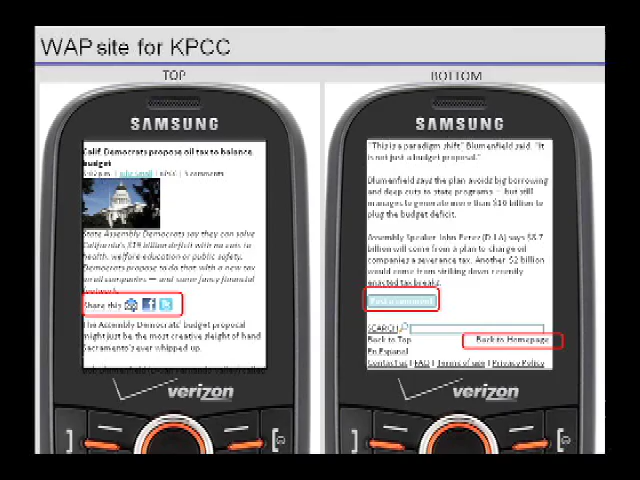 WAP site for KPCC
TOP
BOTTOM
SAMSUNG
Calif. Democrats propose oil tax to balance
budget
| KPCC | 5 comments
State Assembly Democrats say they can solve
California's $19 billion deficit with no cuts to
health, welfare education or public safety.
Democrats propose to do that with a new tax
on oil companies — and some fancy financial
Share this
The Assembly Democrats' budget proposal
might just be the most creative sleight of hand
Sacramento's ever whipped up.
verizon
SAMSUNG
"This is a paradigm shift" Blumenfield said. "It
is not just a budget proposal."
Blumenfield says the plan avoids big borrowing
and deep cuts to state programs – but still
manages to generate more than $10 billion to
plug the budget deficit.
Assembly Speaker John Perez (D-LA) says $8.7
billion will come from a plan to change oil
companies a severance tax. Another $2 billion
would come from striking down recently
enacted tax breaks.
Post a comment
SEARCH
Back to Top Back to Homepage
En Espanol
Contact us | FAQ | Terms of use | Privacy Policy
verizon